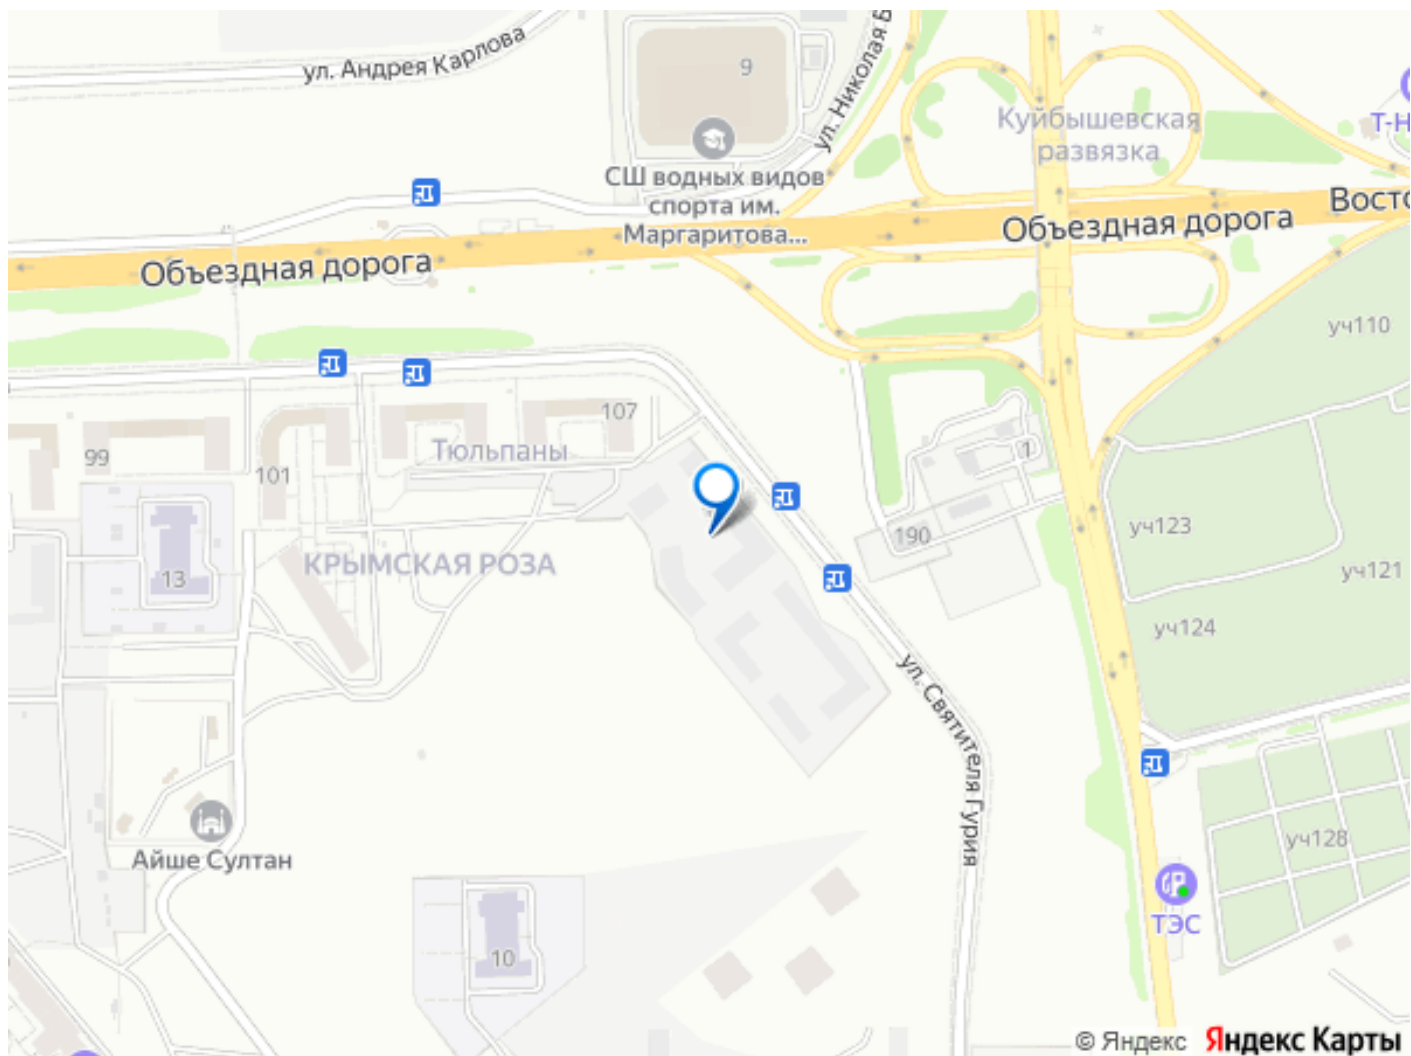 ул. Андрея Карлова
9
ул. Николая Б
Куйбышевская
развязка
Т-Н
СШ водных видов
спорта им.
Маргаритова...
Объездная дорога
Восто
Объездная дорога
уч110
107
Тюльпаны
99
101
1
уч123
190
КРЫМСКАЯ РОЗА
13
уч121
уч124
ул. Святителя Гурия
уч128
Айше Султан
ТЭС
10
© Яндекс Яндекс Карты